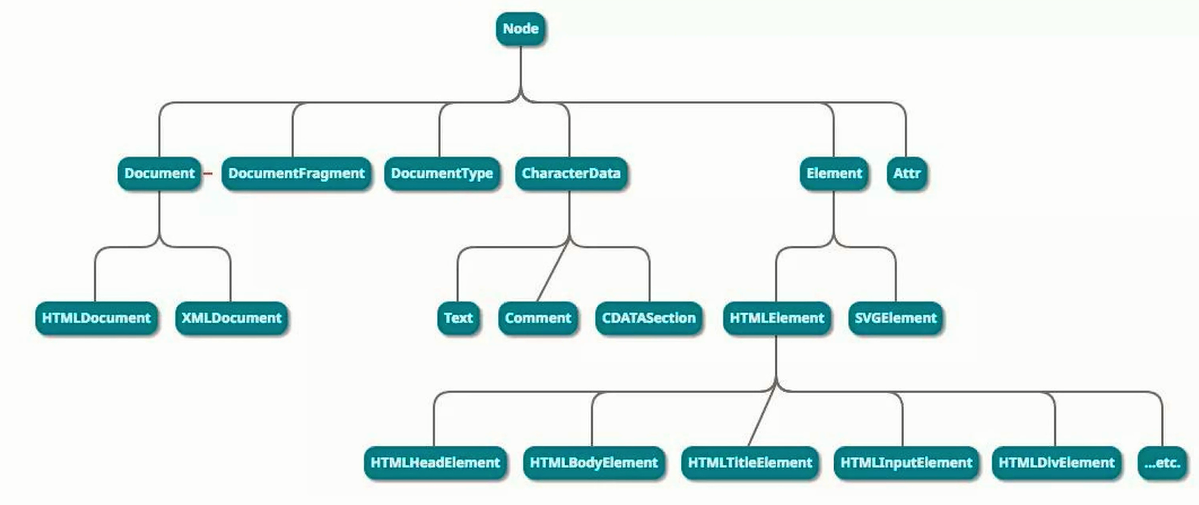 Node
Document
DocumentFragment
DocumentType
CharacterData
Element
Attr
HTMLDocument
XMLDocument
Text
Comment
CDATASection
HTMLElement
SVGElement
HTMLHeadElement
HTMLBodyElement
HTMLTitleElement
HTMLInputElement
HTMLDivElement
...etc.